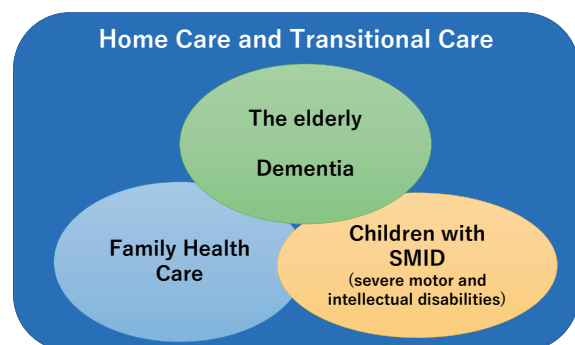 Home Care and Transitional Care
The elderly
Dementia
Family Health
Care
Children with
SMID
(severe motor and
intellectual disabilities)